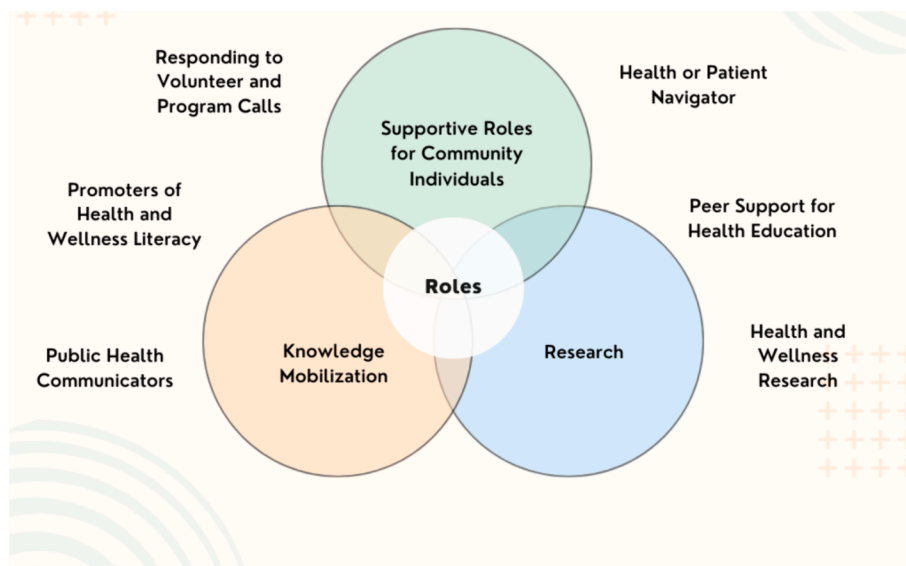 Responding to
Volunteer and
Program Calls
Health or Patient
Navigator
Supportive Roles
for Community
Individuals
Promoters of
Health and
Wellness Literacy
Peer Support for
Health Education
Roles
Public Health
Communicators
Knowledge
Mobilization
Research
Health and
Wellness
Research